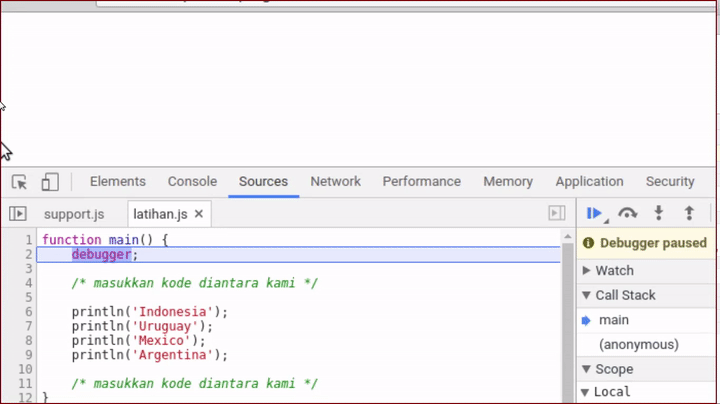 Elements Console Sources Network Performance Memory Application Security
support.js latihan.js ×
1 function main() {
2 debugger;
3
4 /* masukkan kode diantara kami */
5
6 println('Indonesia');
7 println('Uruguay');
8 println('Mexico');
9 println('Argentina');
10
11 /* masukkan kode diantara kami */
12 }
Debugger paused
Watch
Call Stack
main
(anonymous)
Scope
Local